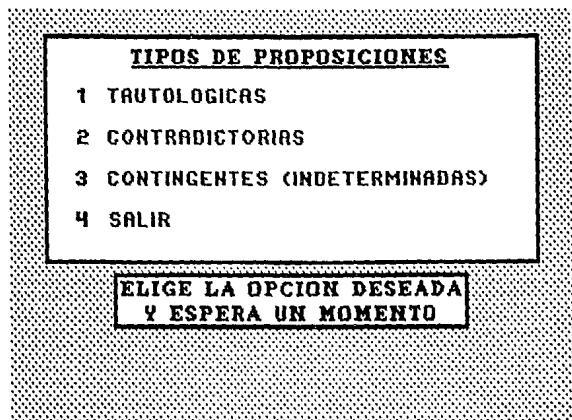 TIPOS DE PROPOSICIONES
1 TAUTOLOGICAS
2 CONTRADICTORIAS
3 CONTINGENTES (INDETERMINADAS)
4 SALIR
ELIGE LA OPCION DESEADA
Y ESPERA UN MOMENTO